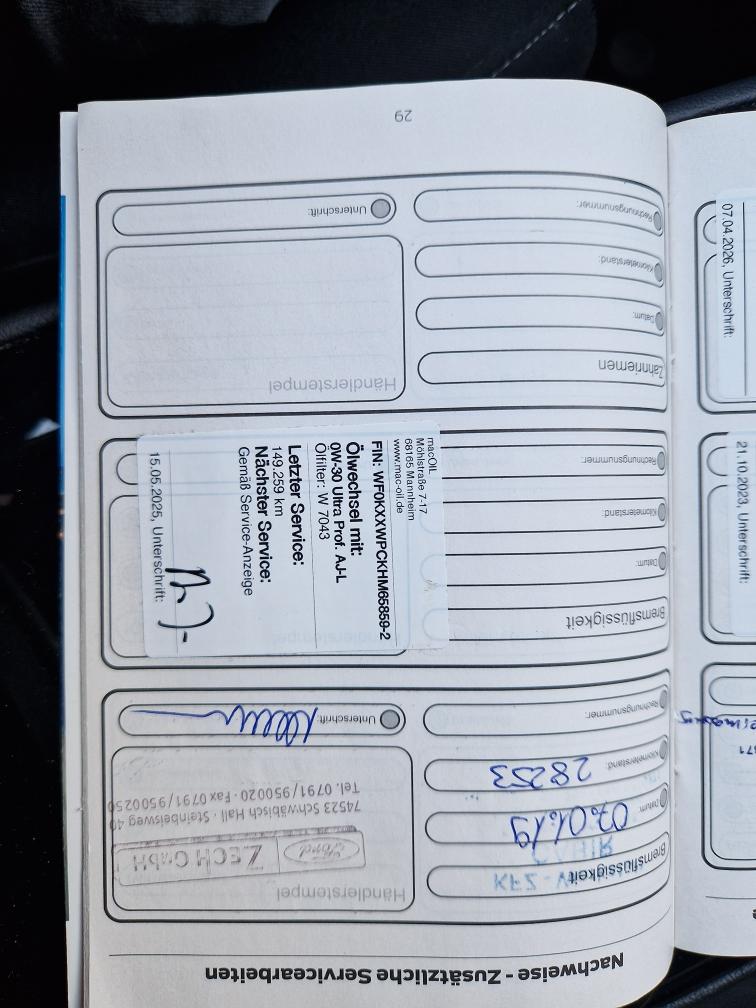 Nachweise - Zusätzliche Servicearbeiten
Bremsflüssigkeit
Datum:
07.01.19
Kilometerstand:
28253
Rechnungsnummer:
Händlerstempel
Ford
ZECH GmbH
74523 Schwäbisch Hall · Steinbeisweg 40
Tel. 0791/950020 · Fax 0791/9500250
Unterschrift:
Bremsflüssigkeit
Datum:
Kilometerstand:
Rechnungsnummer:
macOIL
Möhlstraße 7-17
68165 Mannheim
www.mac-oil.de
FIN: WF0KXXWPCKHM65859-2
Ölwechsel mit:
0W-30 Ultra Prof. AJ-L
Ölfilter: W 7043
Letzter Service:
149.259 km
Nächster Service:
Gemäß Service-Anzeige
15.05.2025, Unterschrift:
Zahnriemen
Datum:
Kilometerstand:
Rechnungsnummer:
Händlerstempel
Unterschrift:
29
21.10.2023, Unterschrift:
07.04.2026, Unterschrift: